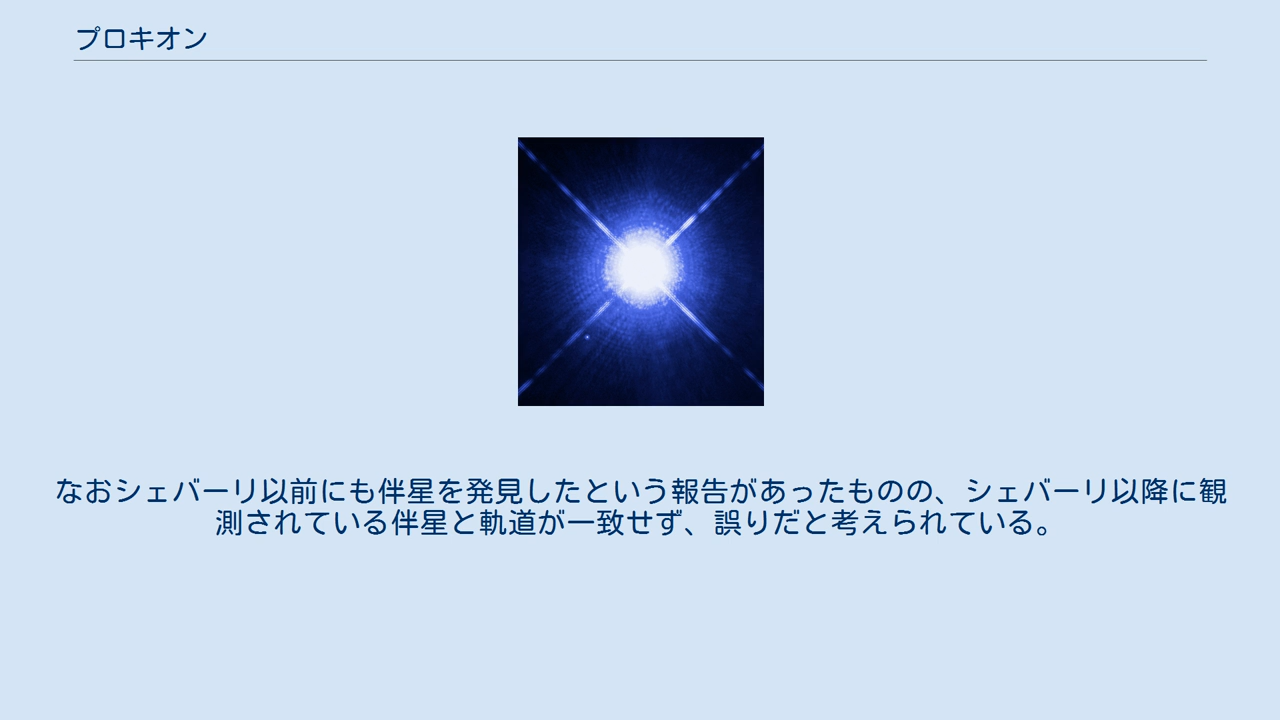 プロキオン
なおシェバーリ以前にも伴星を発見したという報告があったものの、シェバーリ以降に観
測されている伴星と軌道が一致せず、誤りだと考えられている。